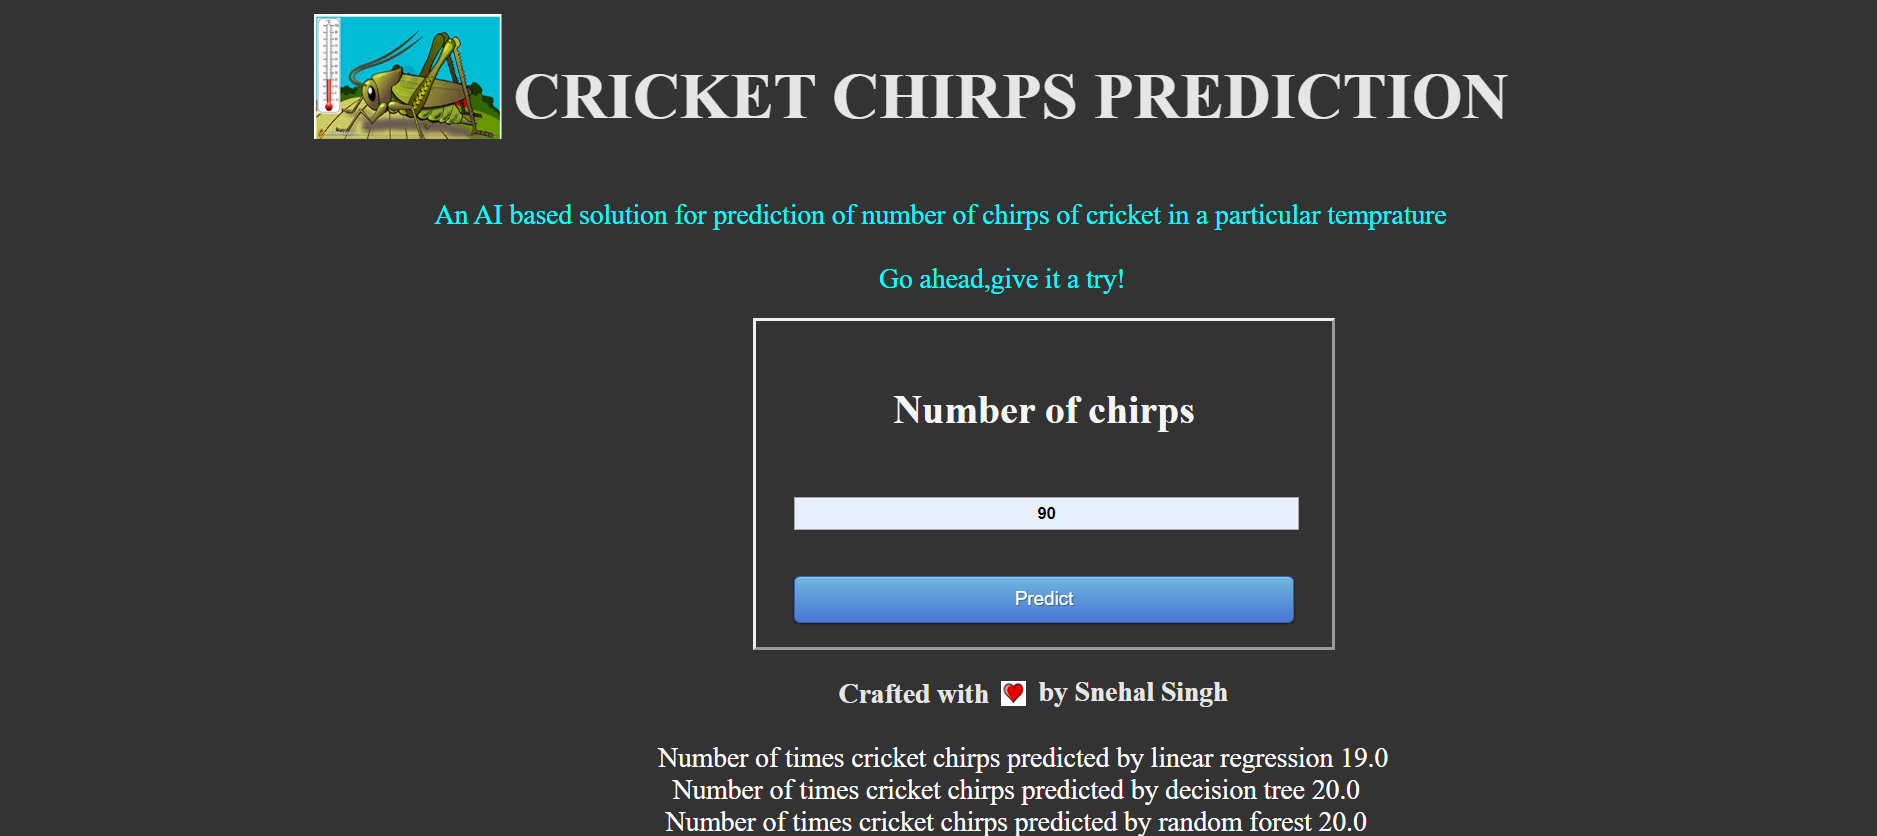 CRICKET CHIRPS PREDICTION
An AI based solution for prediction of number of chirps of cricket in a particular temprature
Go ahead,give it a try!
Number of chirps
90
Predict
Crafted with by Snehal Singh
Number of times cricket chirps predicted by linear regression 19.0
Number of times cricket chirps predicted by decision tree 20.0
Number of times cricket chirps predicted by random forest 20.0